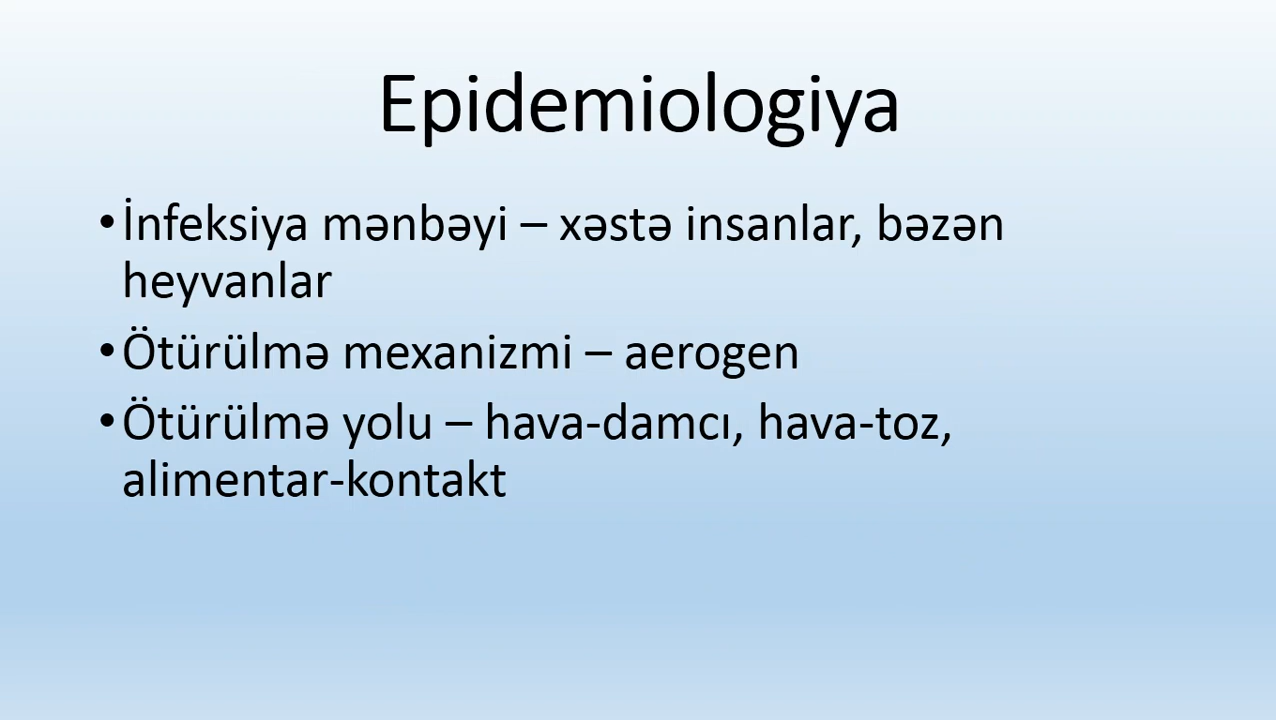 Epidemiologiya
•İnfeksiya mənbəyi – xəstə insanlar, bəzən
heyvanlar
•Ötürülmə mexanizmi – aerogen
•Ötürülmə yolu – hava-damcı, hava-toz,
alimentar-kontakt